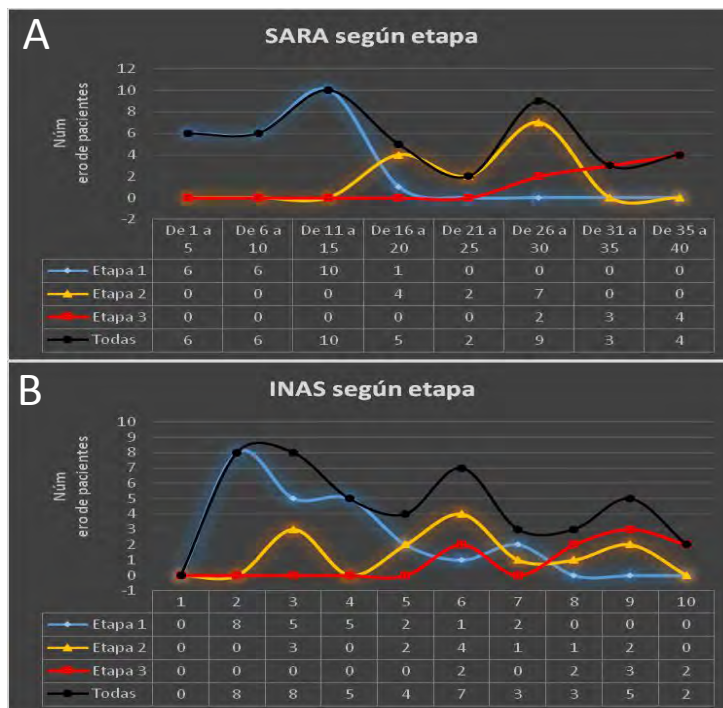 A
SARA según etapa
Núm
ero de pacientes
12
10
8
6
4
2
0
-2
De 1 a 5 De 6 a 10 De 11 a 15 De 16 a 20 De 21 a 25 De 26 a 30 De 31 a 35 De 35 a 40
Etapa 1 6 6 10 1 0 0 0 0
Etapa 2 0 0 0 4 2 7 0 0
Etapa 3 0 0 0 0 0 2 3 4
Todas 6 6 10 5 2 9 3 4
B
INAS según etapa
Núm
ero de pacientes
10
9
8
7
6
5
4
3
2
1
0
1 2 3 4 5 6 7 8 9 10
Etapa 1 0 8 5 5 2 1 2 0 0 0
Etapa 2 0 0 3 0 2 4 1 1 2 0
Etapa 3 0 0 0 0 0 2 0 2 3 2
Todas 0 8 8 5 4 7 3 3 5 2